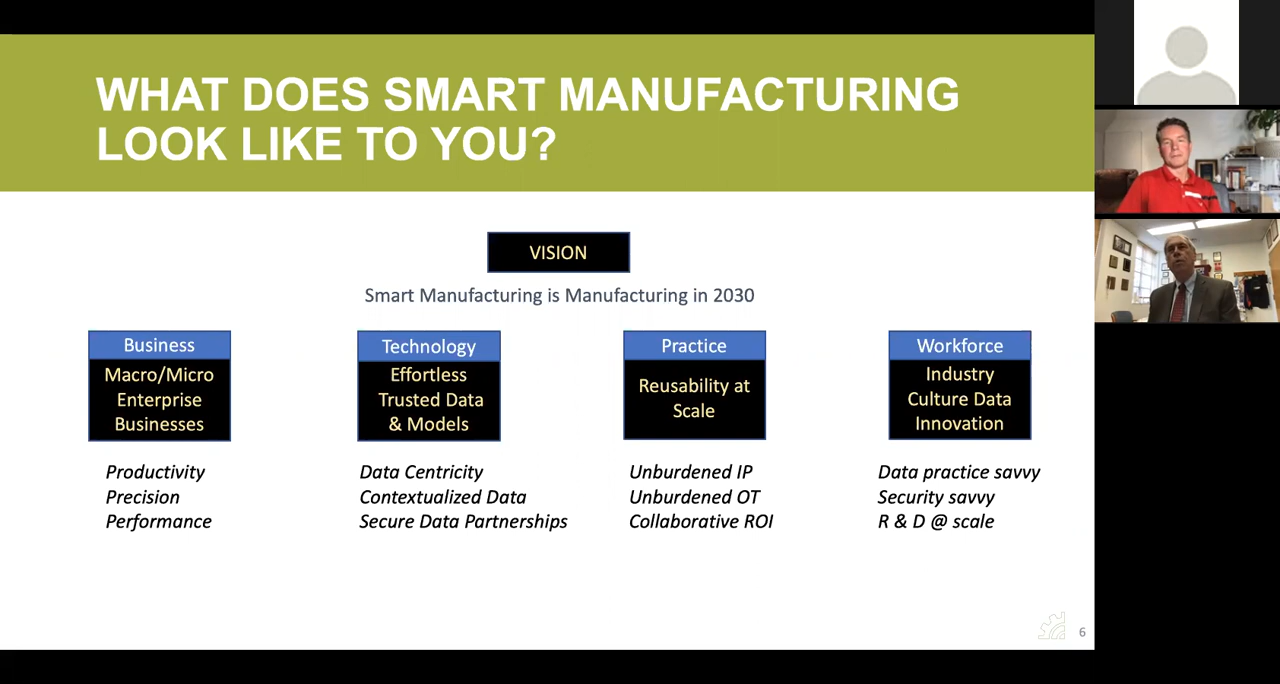 WHAT DOES SMART MANUFACTURING
LOOK LIKE TO YOU?
VISION
Smart Manufacturing is Manufacturing in 2030
Business
Macro/Micro
Enterprise
Businesses
Productivity
Precision
Performance
Technology
Effortless
Trusted Data
& Models
Data Centricity
Contextualized Data
Secure Data Partnerships
Practice
Reusability at
Scale
Unburdened IP
Unburdened OT
Collaborative ROI
Workforce
Industry
Culture Data
Innovation
Data practice savvy
Security savvy
R & D @ scale
6